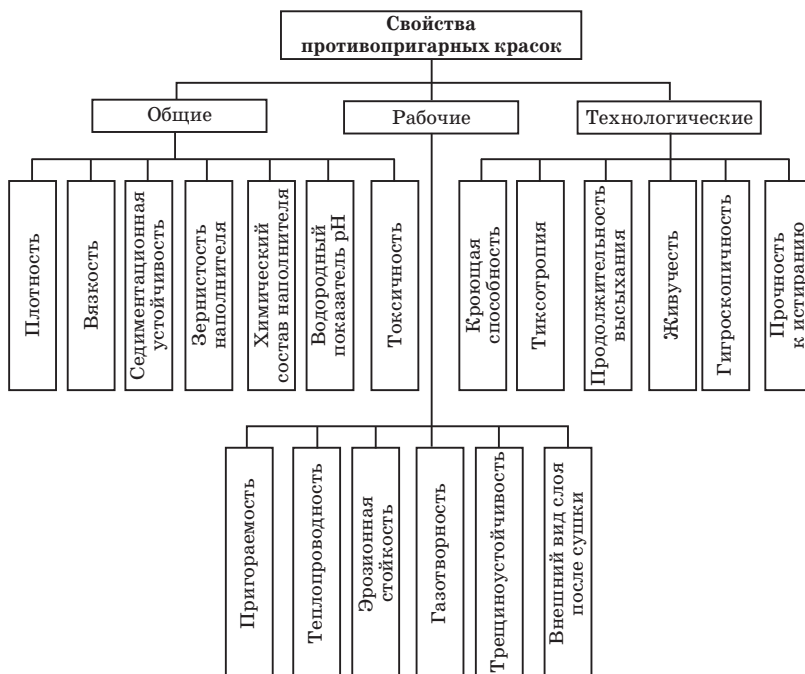 Свойства
противопригарных красок
Общие
Рабочие
Технологические
Плотность
Вязкость
Седиментационная
устойчивость
Зернистость
наполнителя
Химический
состав наполнителя
Водородный
показатель pH
Токсичность
Кроющая
способность
Тиксотропия
Продолжительность
высыхания
Живучесть
Гигроскопичность
Прочность
к истиранию
Пригораемость
Теплопроводность
Эрозионная
стойкость
Газотворность
Трещиноустойчивость
Внешний вид слоя
после сушки